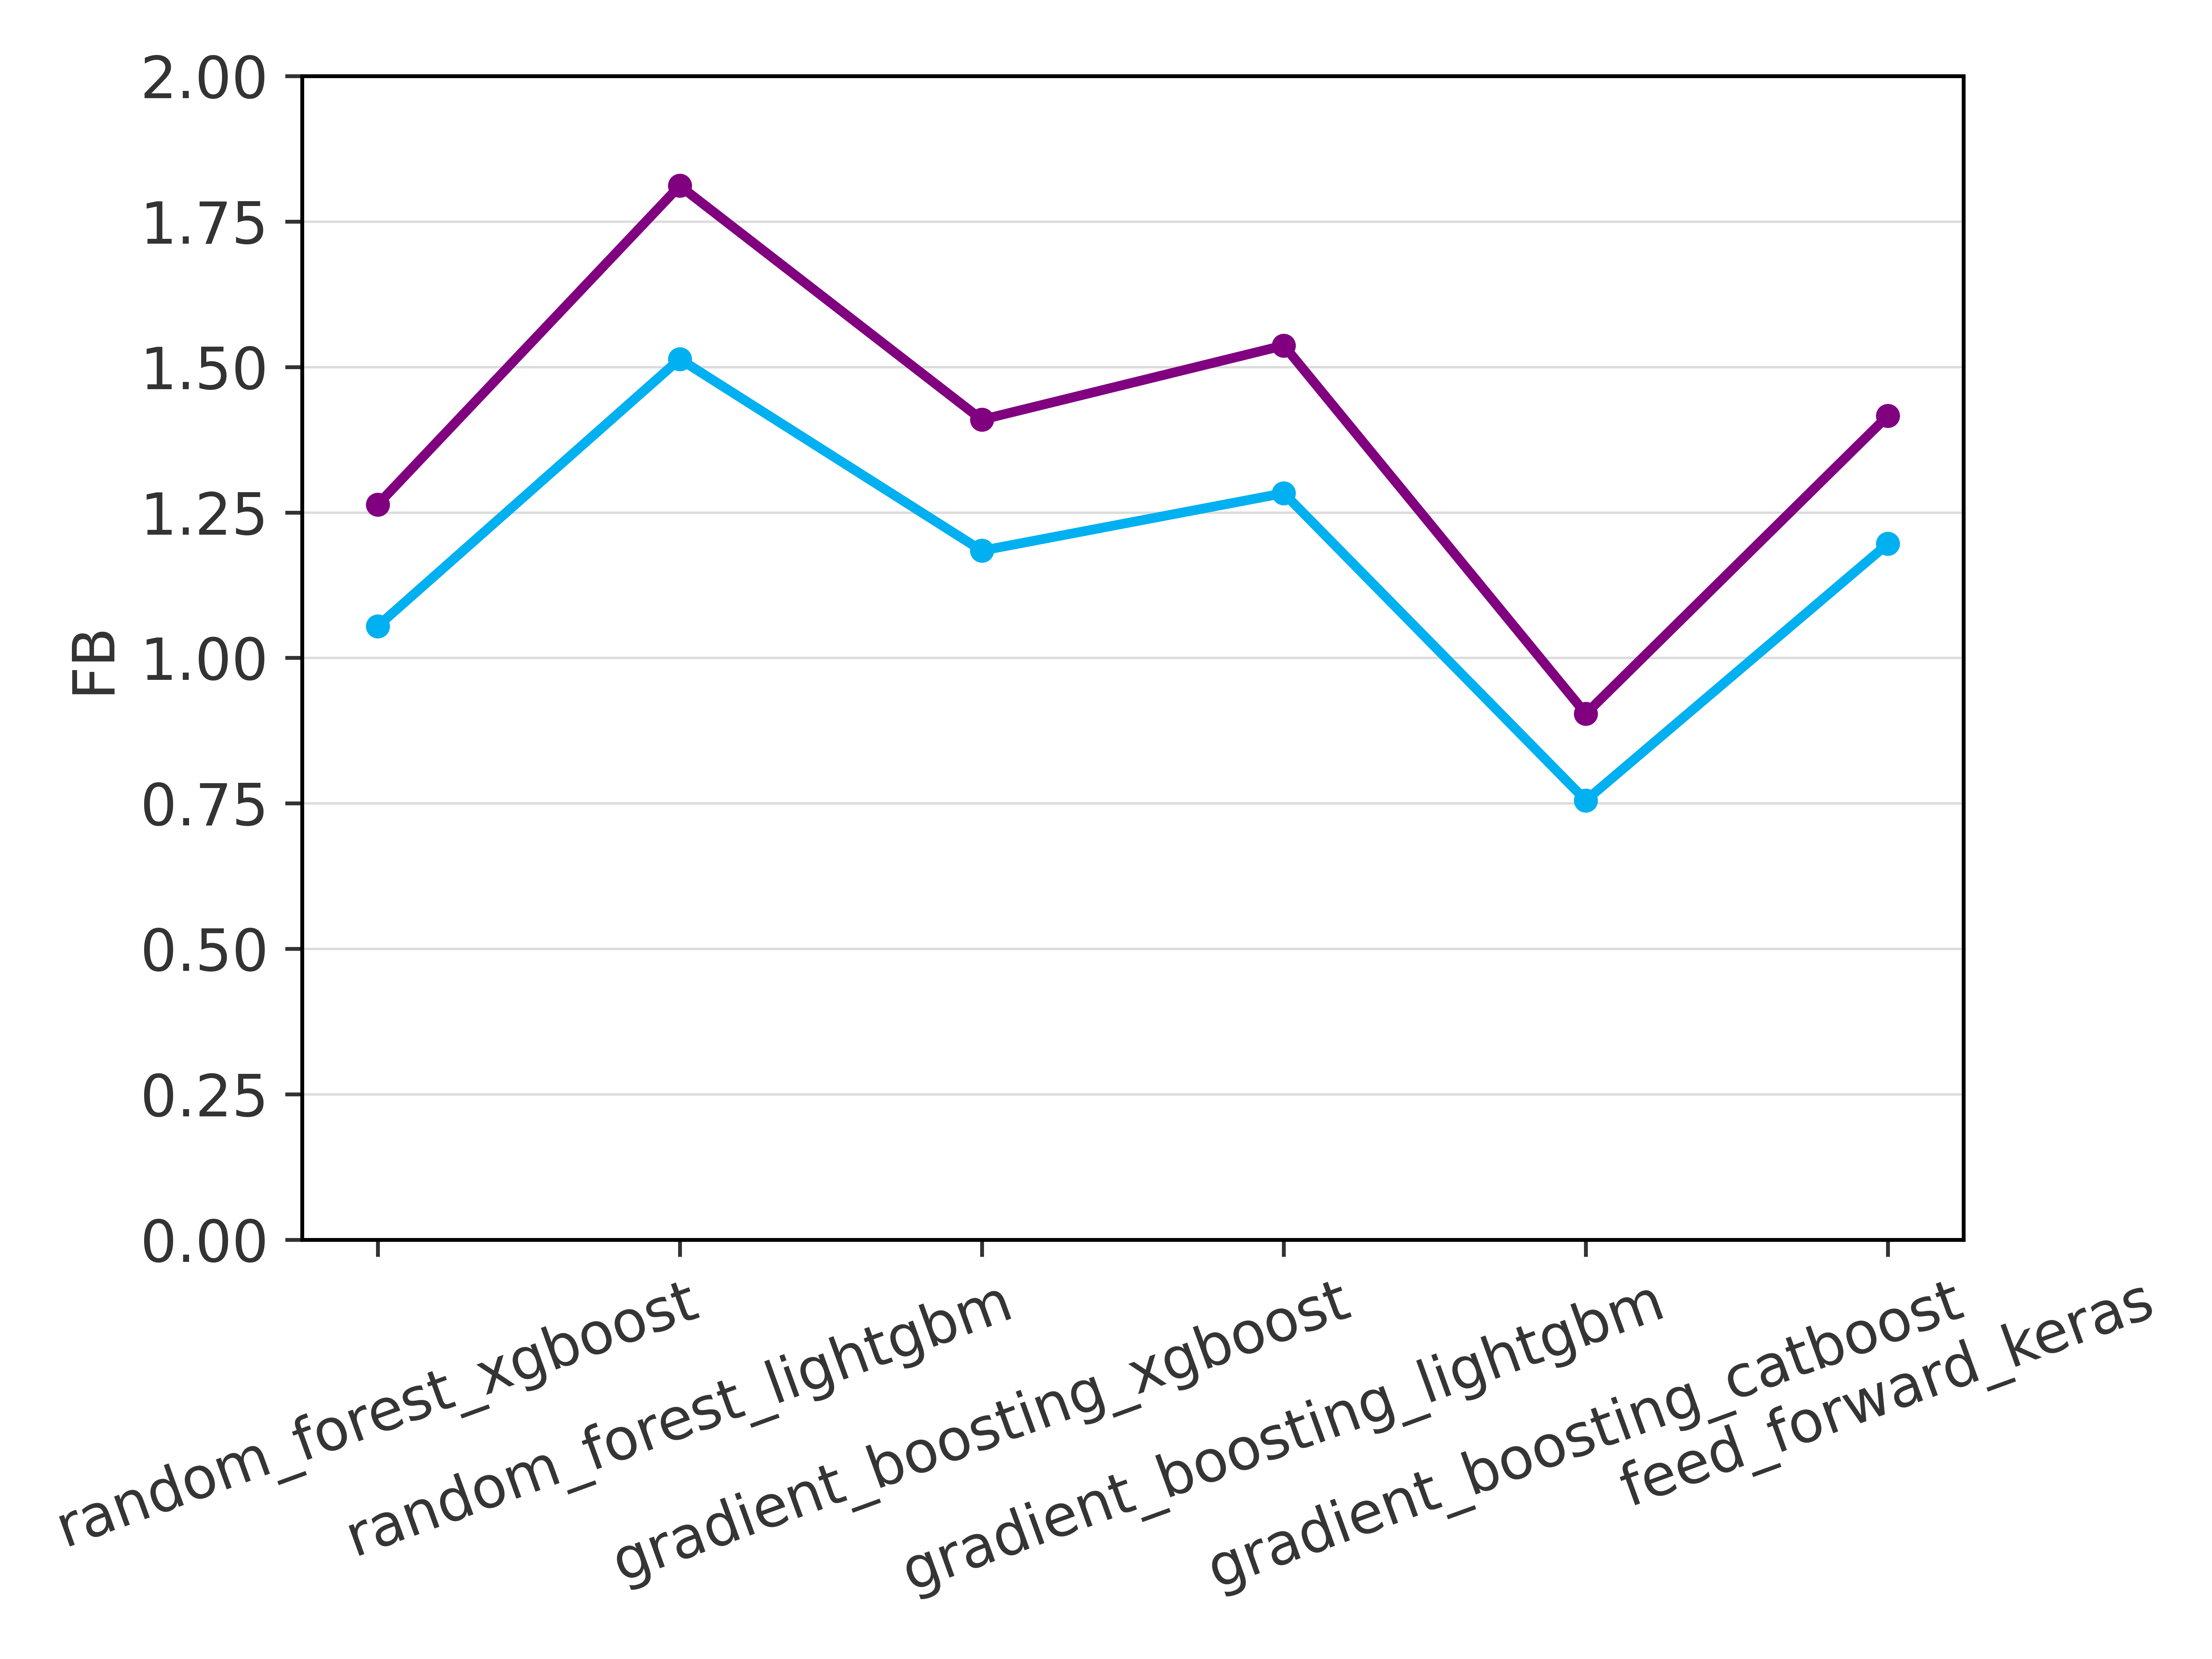 2.00
1.75
1.50
1.25
1.00
0.75
0.50
0.25
0.00
FB
random_forest_xgboost
random_forest_lightgbm
gradient_boosting_xgboost
gradient_boosting_lightgbm
gradient_boosting_catboost
feed_forward_keras